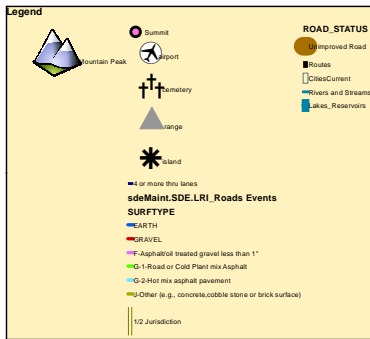 Legend
Mountain Peak
Summit
airport
cemetery
range
island
4 or more thru lanes
sdeMaint.SDE.LRI_Roads Events
SURFTYPE
EARTH
GRAVEL
F-Asphalt/oil treated gravel less than 1"
G-1-Road or Cold Plant mix Asphalt
G-2-Hot mix asphalt pavement
J-Other (e.g., concrete,cobble stone or brick surface)
1/2 Jurisdiction
ROAD_STATUS
Unimproved Road
Routes
CitiesCurrent
Rivers and Streams
Lakes_Reservoirs